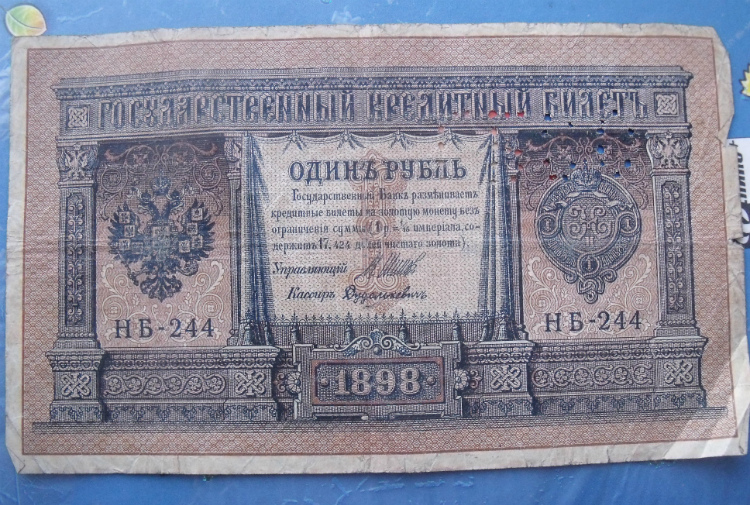 ГОСУДАРСТВЕННЫЙ КРЕДИТНЫЙ БИЛЕТЪ
ОДИНЪ РУБЛЬ
1
Государственный Банкъ размѣниваетъ
кредитные билеты на золотую монету безъ
ограниченія суммы (1 р. = 1/15 имперіала, со-
держитъ 17,424 долей чистаго золота).
Управляющій
Кассиръ
НБ-244
НБ-244
1898